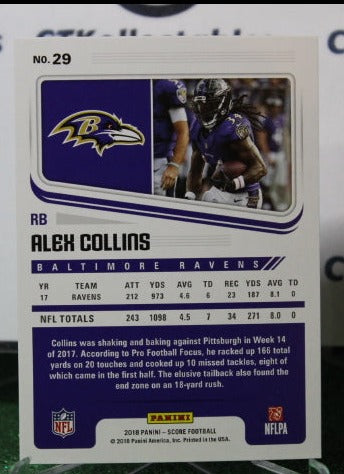 NO. 29
B
RB
ALEX COLLINS
BALTIMORE RAVENS
YR TEAM ATT YDS AVG TD REC YDS AVG TD
17 RAVENS 212 973 4.6 6 23 187 8.1 0
NFL TOTALS 243 1098 4.5 7 34 271 8.0 0
Collins was shaking and baking against Pittsburgh in Week 14
of 2017. According to Pro Football Focus, he racked up 166 total
yards on 20 touches and cooked up 10 missed tackles, eight of
which came in the first half. The elusive tailback also found the
end zone on an 18-yard rush.
NFL
PANINI
NFLPA
2018 PANINI - SCORE FOOTBALL
© 2018 Panini America, Inc. Printed in the USA.